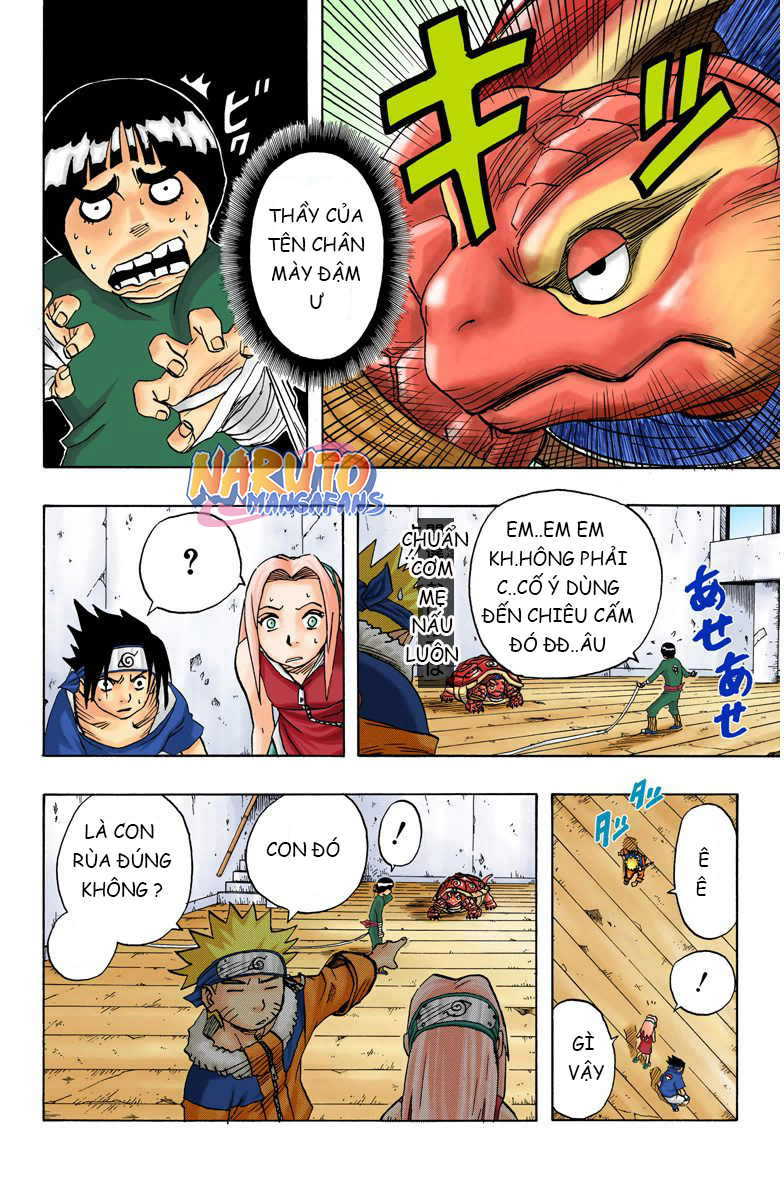 キッ
ビクッ
THẦY CỦA
TÊN CHÂN
MÀY ĐẬM
Ư
NARUTO
MANGAFANS
EM..EM EM
KH.HÔNG PHẢI
C..CỐ Ý DÙNG
ĐẾN CHIÊU CẤM
ĐÓ ĐĐ..ÂU
あせあせ
CHUẨN
CƠM
MẸ
NẤU
LUÔN
?
ダッ
ダッ
Ê
Ê
!
GÌ
VẬY
!
CON ĐÓ
LÀ CON
RÙA ĐÚNG
KHÔNG ?